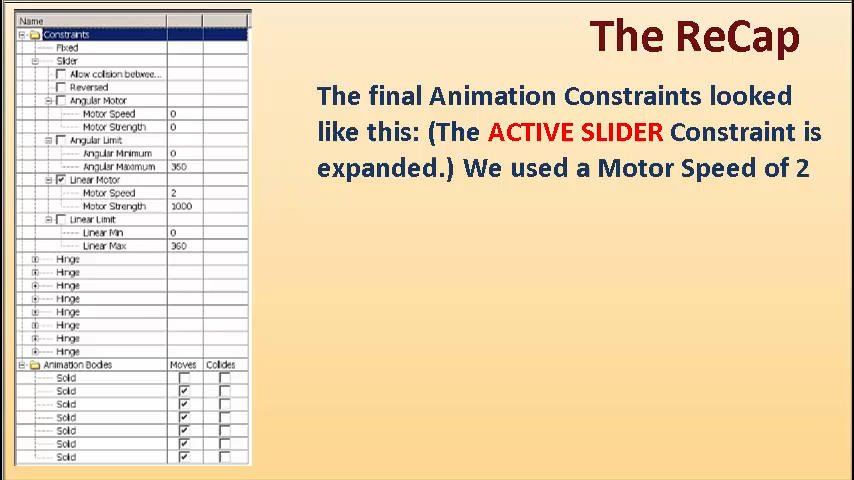 The ReCap
The final Animation Constraints looked
like this: (The ACTIVE SLIDER Constraint is
expanded.) We used a Motor Speed of 2
Name
Constraints
Fixed
Slider
Allow collision betwee...
Reversed
Angular Motor
Motor Speed 0
Motor Strength 0
Angular Limit
Angular Minimum 0
Angular Maximum 360
Linear Motor
Motor Speed 2
Motor Strength 1000
Linear Limit
Linear Min 0
Linear Max 360
Hinge
Hinge
Hinge
Hinge
Hinge
Hinge
Hinge
Hinge
Animation Bodies Moves Collides
Solid
Solid
Solid
Solid
Solid
Solid
Solid